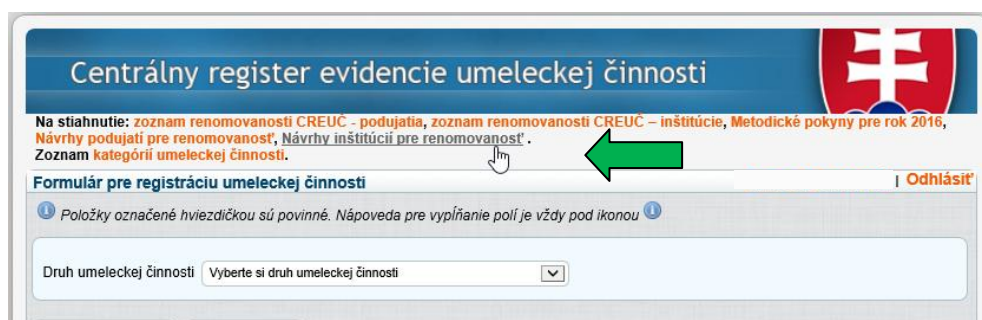 Centrálny register evidencie umeleckej činnosti
Na stiahnutie: zoznam renomovanosti CREUČ - podujatia, zoznam renomovanosti CREUČ – inštitúcie, Metodické pokyny pre rok 2016,
Návrhy podujatí pre renomovanosť, Návrhy inštitúcií pre renomovanosť .
Zoznam kategórií umeleckej činnosti.
Formulár pre registráciu umeleckej činnosti | Odhlásiť
Položky označené hviezdičkou sú povinné. Nápoveda pre vypĺňanie polí je vždy pod ikonou
Druh umeleckej činnosti Vyberte si druh umeleckej činnosti